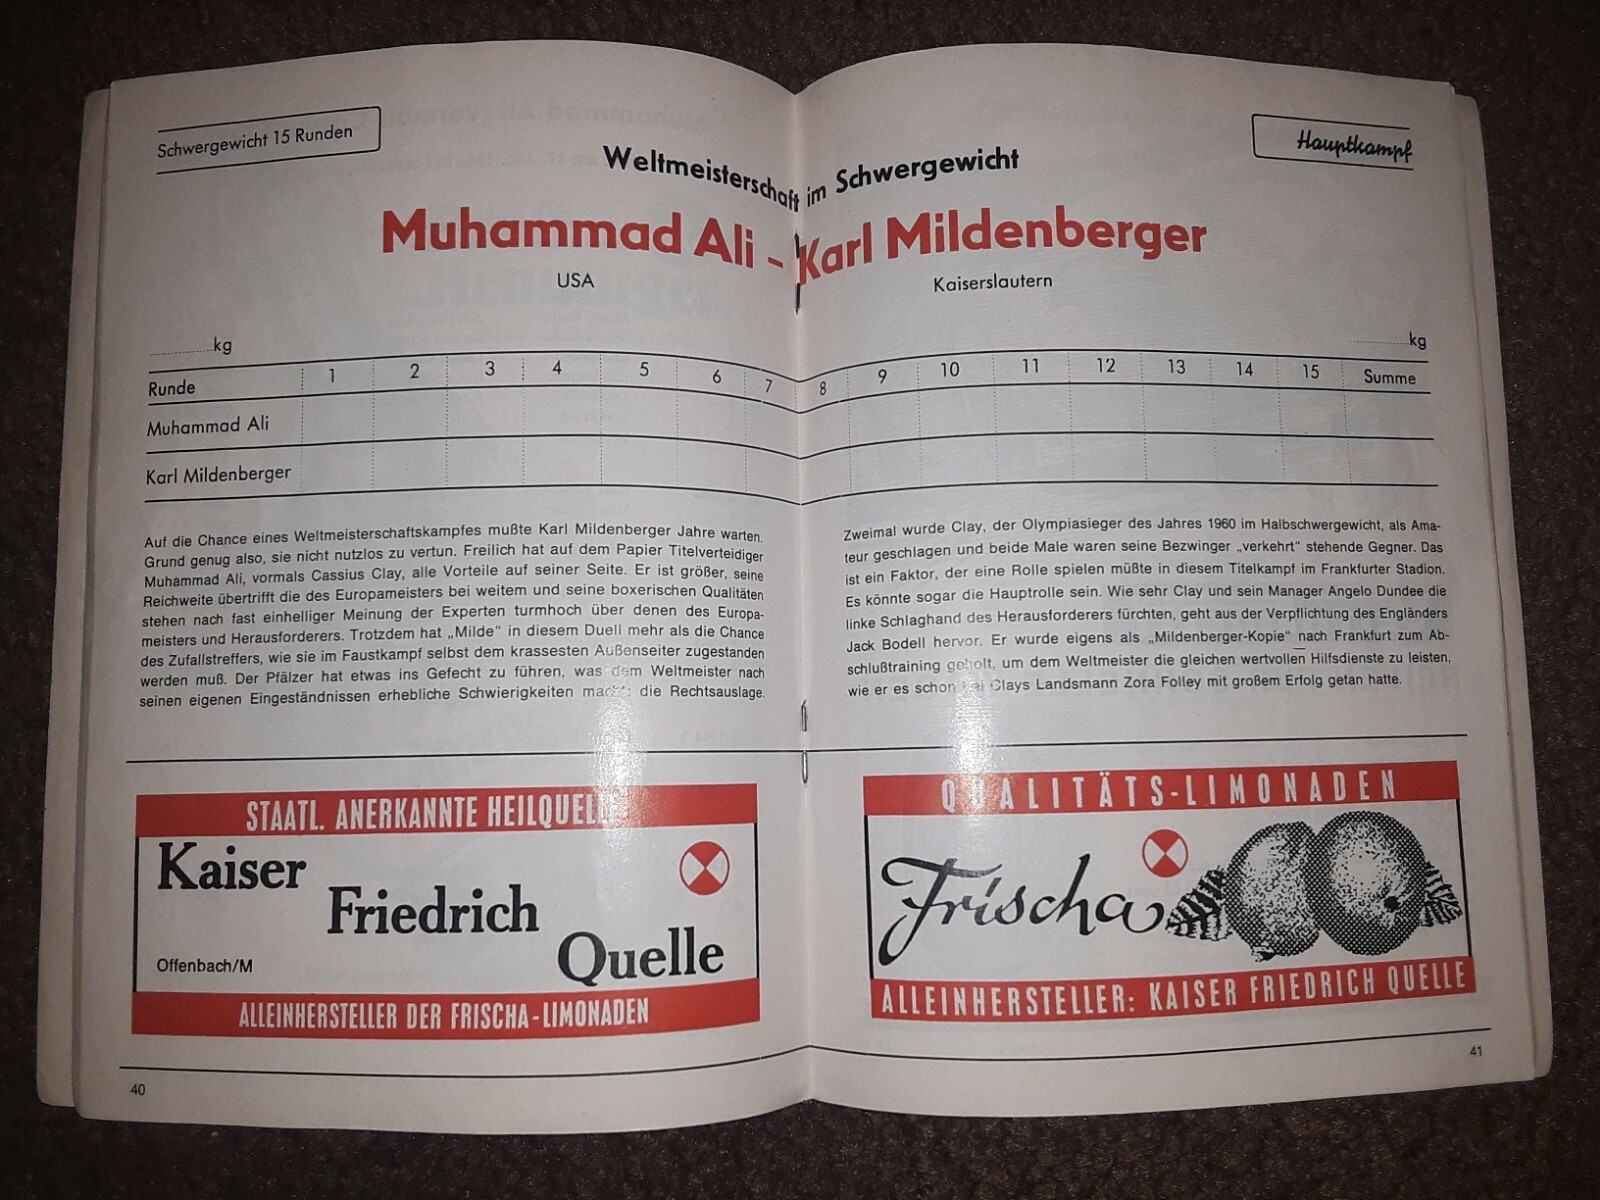 Schwergewicht 15 Runden
Hauptkampf
Weltmeisterschaft im Schwergewicht
Muhammad Ali – Karl Mildenberger
USA
Kaiserslautern
..............kg
..............kg
Runde 1 2 3 4 5 6 7 8 9 10 11 12 13 14 15 Summe
Muhammad Ali
Karl Mildenberger
Auf die Chance eines Weltmeisterschaftskampfes mußte Karl Mildenberger Jahre warten.
Grund genug also, sie nicht nutzlos zu vertun. Freilich hat auf dem Papier Titelverteidiger
Muhammad Ali, vormals Cassius Clay, alle Vorteile auf seiner Seite. Er ist größer, seine
Reichweite übertrifft die des Europameisters bei weitem und seine boxerischen Qualitäten
stehen nach fast einhelliger Meinung der Experten turmhoch über denen des Europa-
meisters und Herausforderers. Trotzdem hat „Milde" in diesem Duell mehr als die Chance
des Zufallstreffers, wie sie im Faustkampf selbst dem krassesten Außenseiter zugestanden
werden muß. Der Pfälzer hat etwas ins Gefecht zu führen, was dem Weltmeister nach
seinen eigenen Eingeständnissen erhebliche Schwierigkeiten macht: die Rechtsauslage.
Zweimal wurde Clay, der Olympiasieger des Jahres 1960 im Halbschwergewicht, als Ama-
teur geschlagen und beide Male waren seine Bezwinger „verkehrt" stehende Gegner. Das
ist ein Faktor, der eine Rolle spielen müßte in diesem Titelkampf im Frankfurter Stadion.
Es könnte sogar die Hauptrolle sein. Wie sehr Clay und sein Manager Angelo Dundee die
linke Schlaghand des Herausforderers fürchten, geht aus der Verpflichtung des Engländers
Jack Bodell hervor. Er wurde eigens als „Mildenberger-Kopie" nach Frankfurt zum Ab-
schlußtraining geholt, um dem Weltmeister die gleichen wertvollen Hilfsdienste zu leisten,
wie er es schon bei Clays Landsmann Zora Folley mit großem Erfolg getan hatte.
STAATL. ANERKANNTE HEILQUELLE
Kaiser
Friedrich
Quelle
Offenbach/M
ALLEINHERSTELLER DER FRISCHA-LIMONADEN
QUALITÄTS-LIMONADEN
Frischa
ALLEINHERSTELLER: KAISER FRIEDRICH QUELLE
40
41